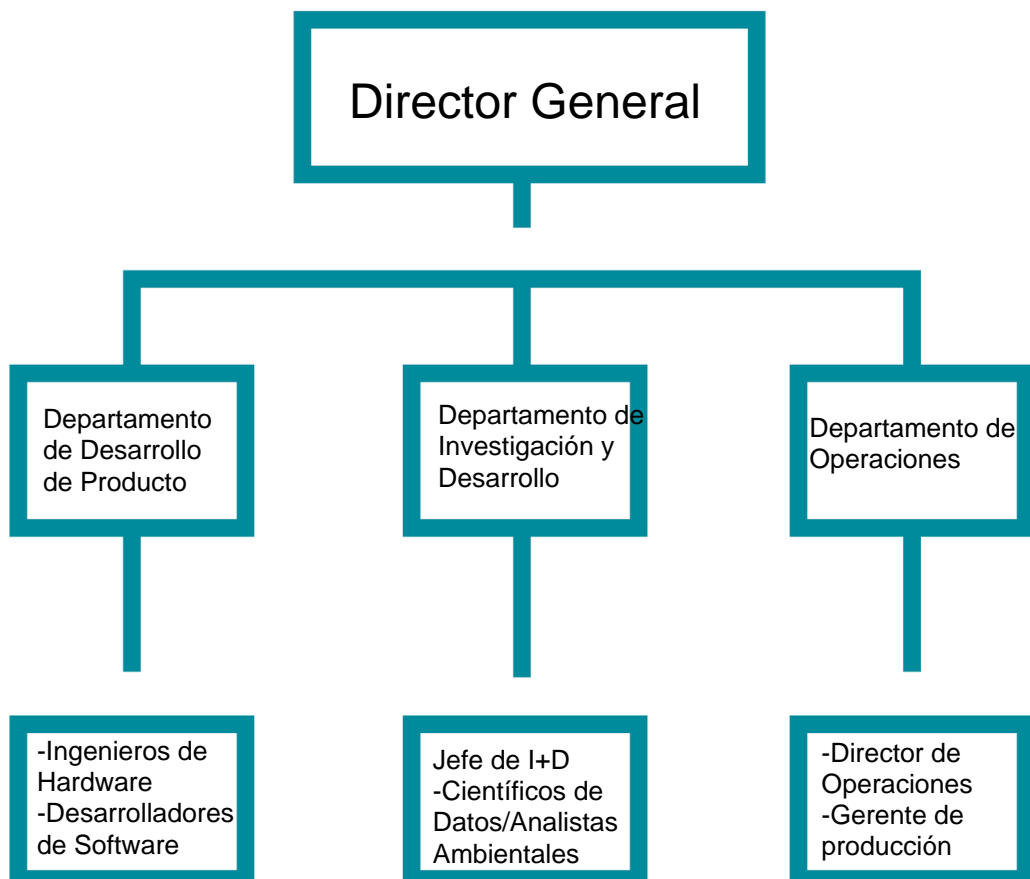 Director General
Departamento
de Desarrollo
de Producto
Departamento de
Investigación y
Desarrollo
Departamento de
Operaciones
-Ingenieros de
Hardware
-Desarrolladores
de Software
Jefe de I+D
-Científicos de
Datos/Analistas
Ambientales
-Director de
Operaciones
-Gerente de
producción